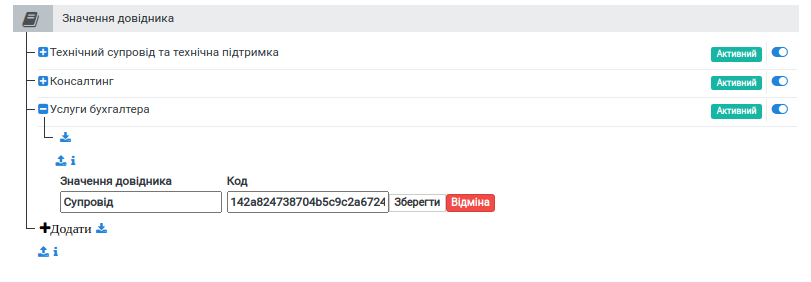 Значення довідника
Технічний супровід та технічна підтримка Активний
Консалтинг Активний
Услуги бухгалтера Активний
Значення довідника Код
Супровід 142a824738704b5c9c2a6724 Зберегти Відміна
Додати